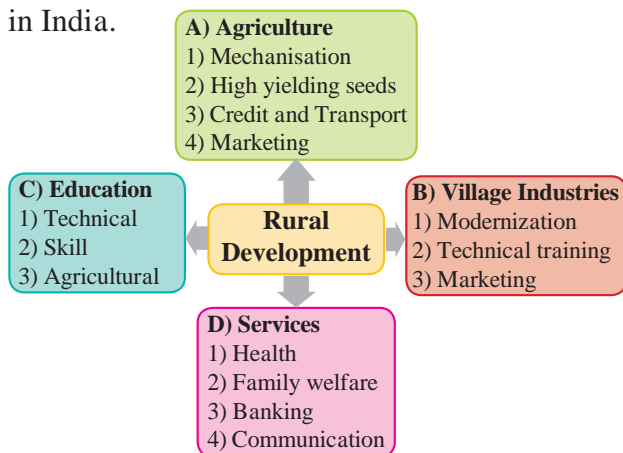 in India.
A) Agriculture
1) Mechanisation
2) High yielding seeds
3) Credit and Transport
4) Marketing
C) Education
1) Technical
2) Skill
3) Agricultural
Rural
Development
B) Village Industries
1) Modernization
2) Technical training
3) Marketing
D) Services
1) Health
2) Family welfare
3) Banking
4) Communication